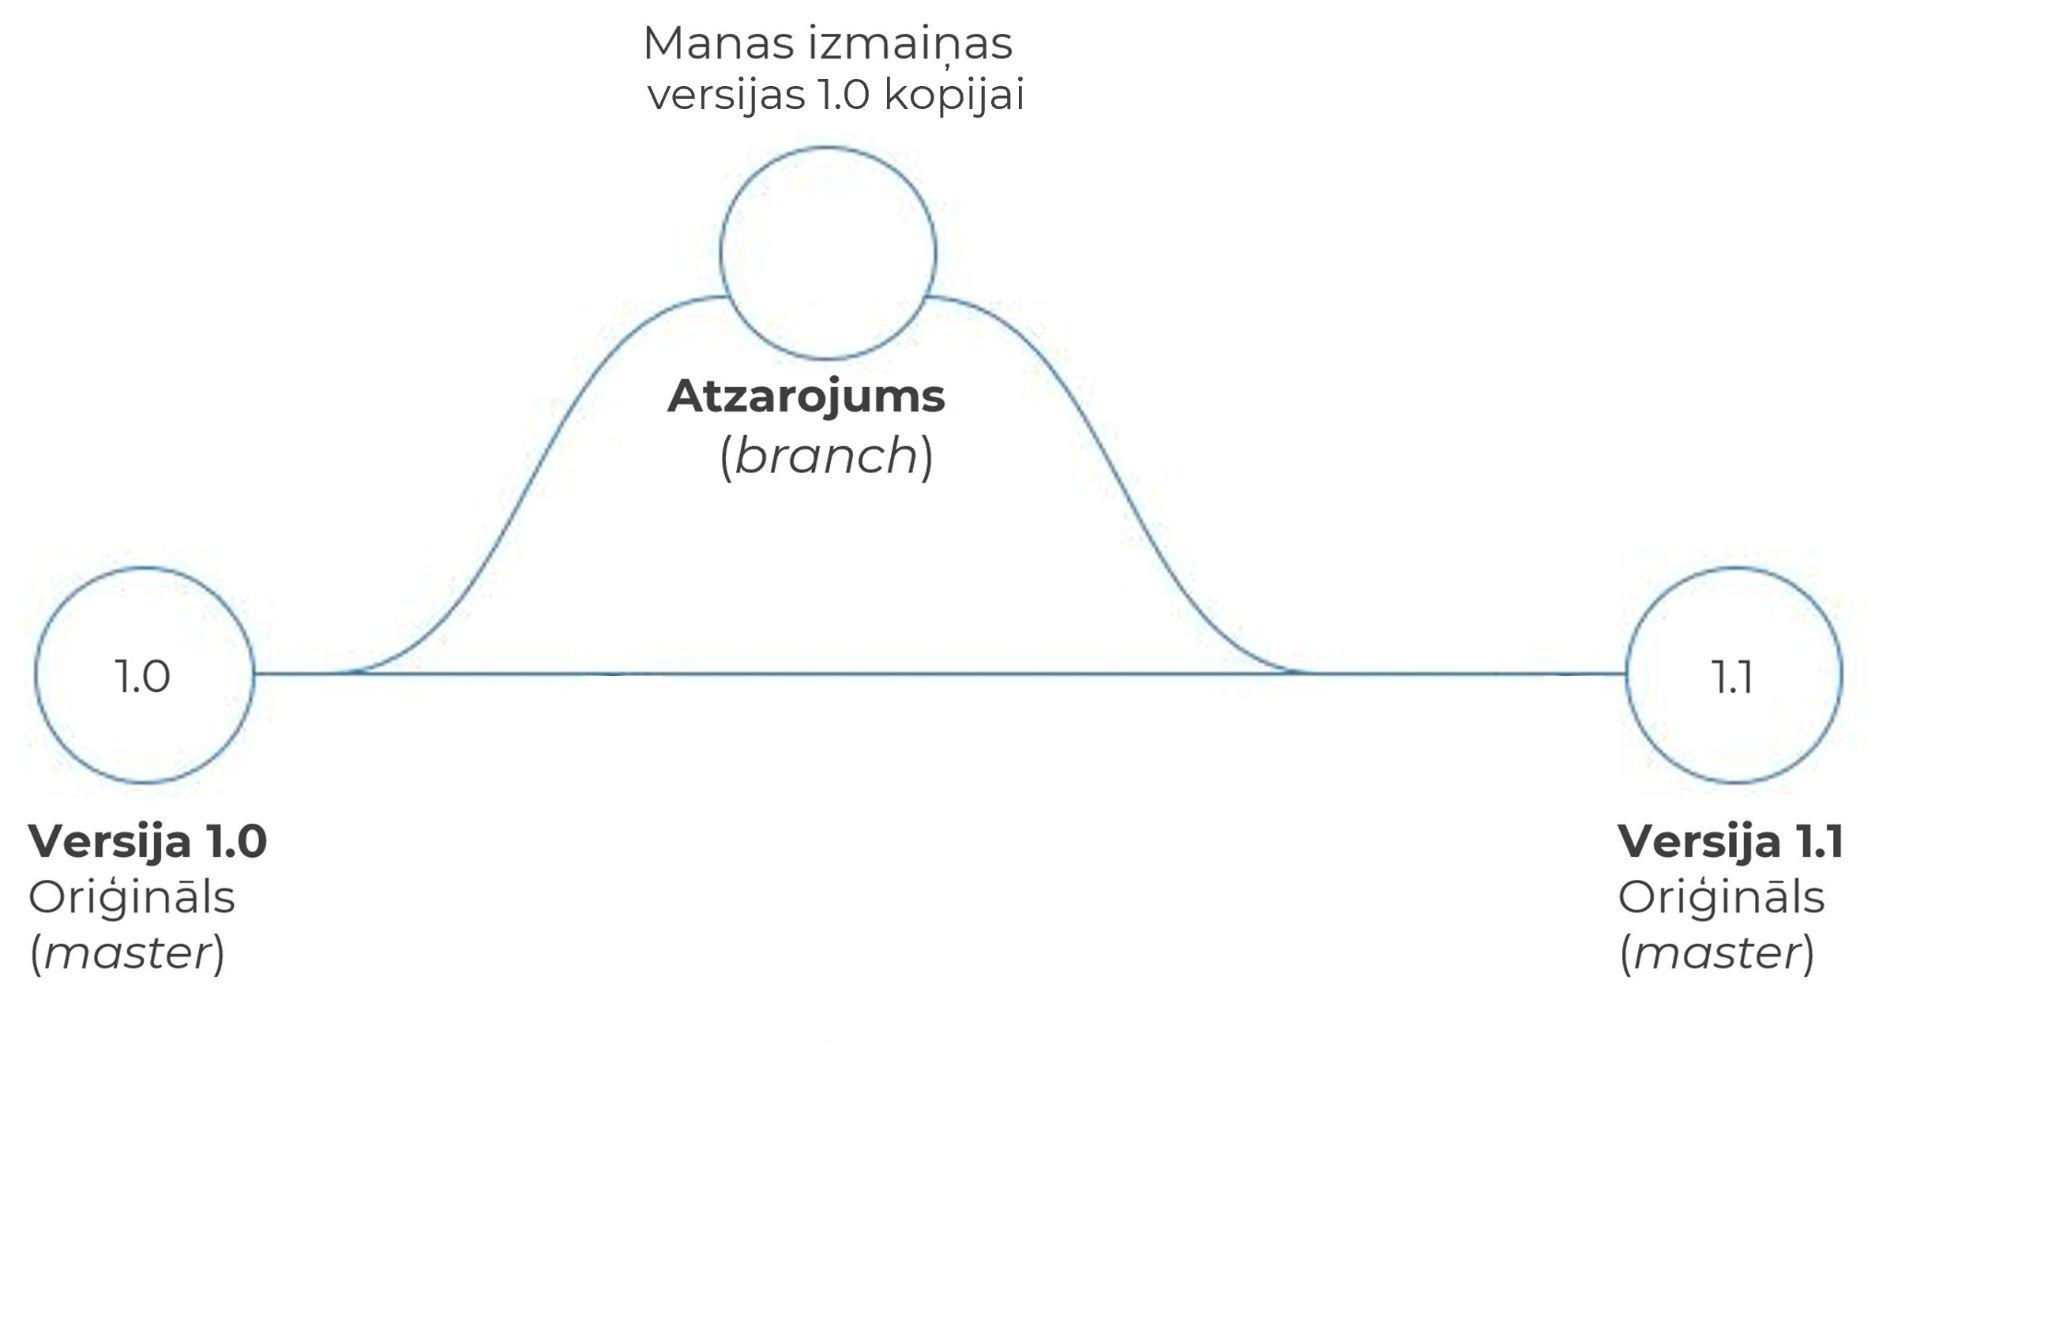 Manas izmaiņas
versijas 1.0 kopijai
Atzarojums
(branch)
1.0
1.1
Versija 1.0
Oriģināls
(master)
Versija 1.1
Oriģināls
(master)